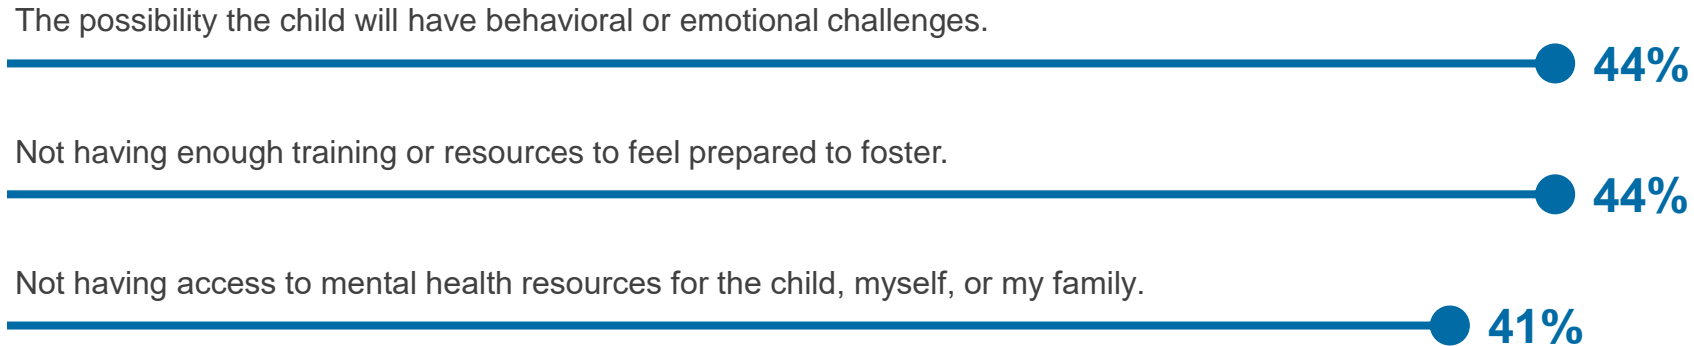 The possibility the child will have behavioral or emotional challenges.
44%
Not having enough training or resources to feel prepared to foster.
44%
Not having access to mental health resources for the child, myself, or my family.
41%